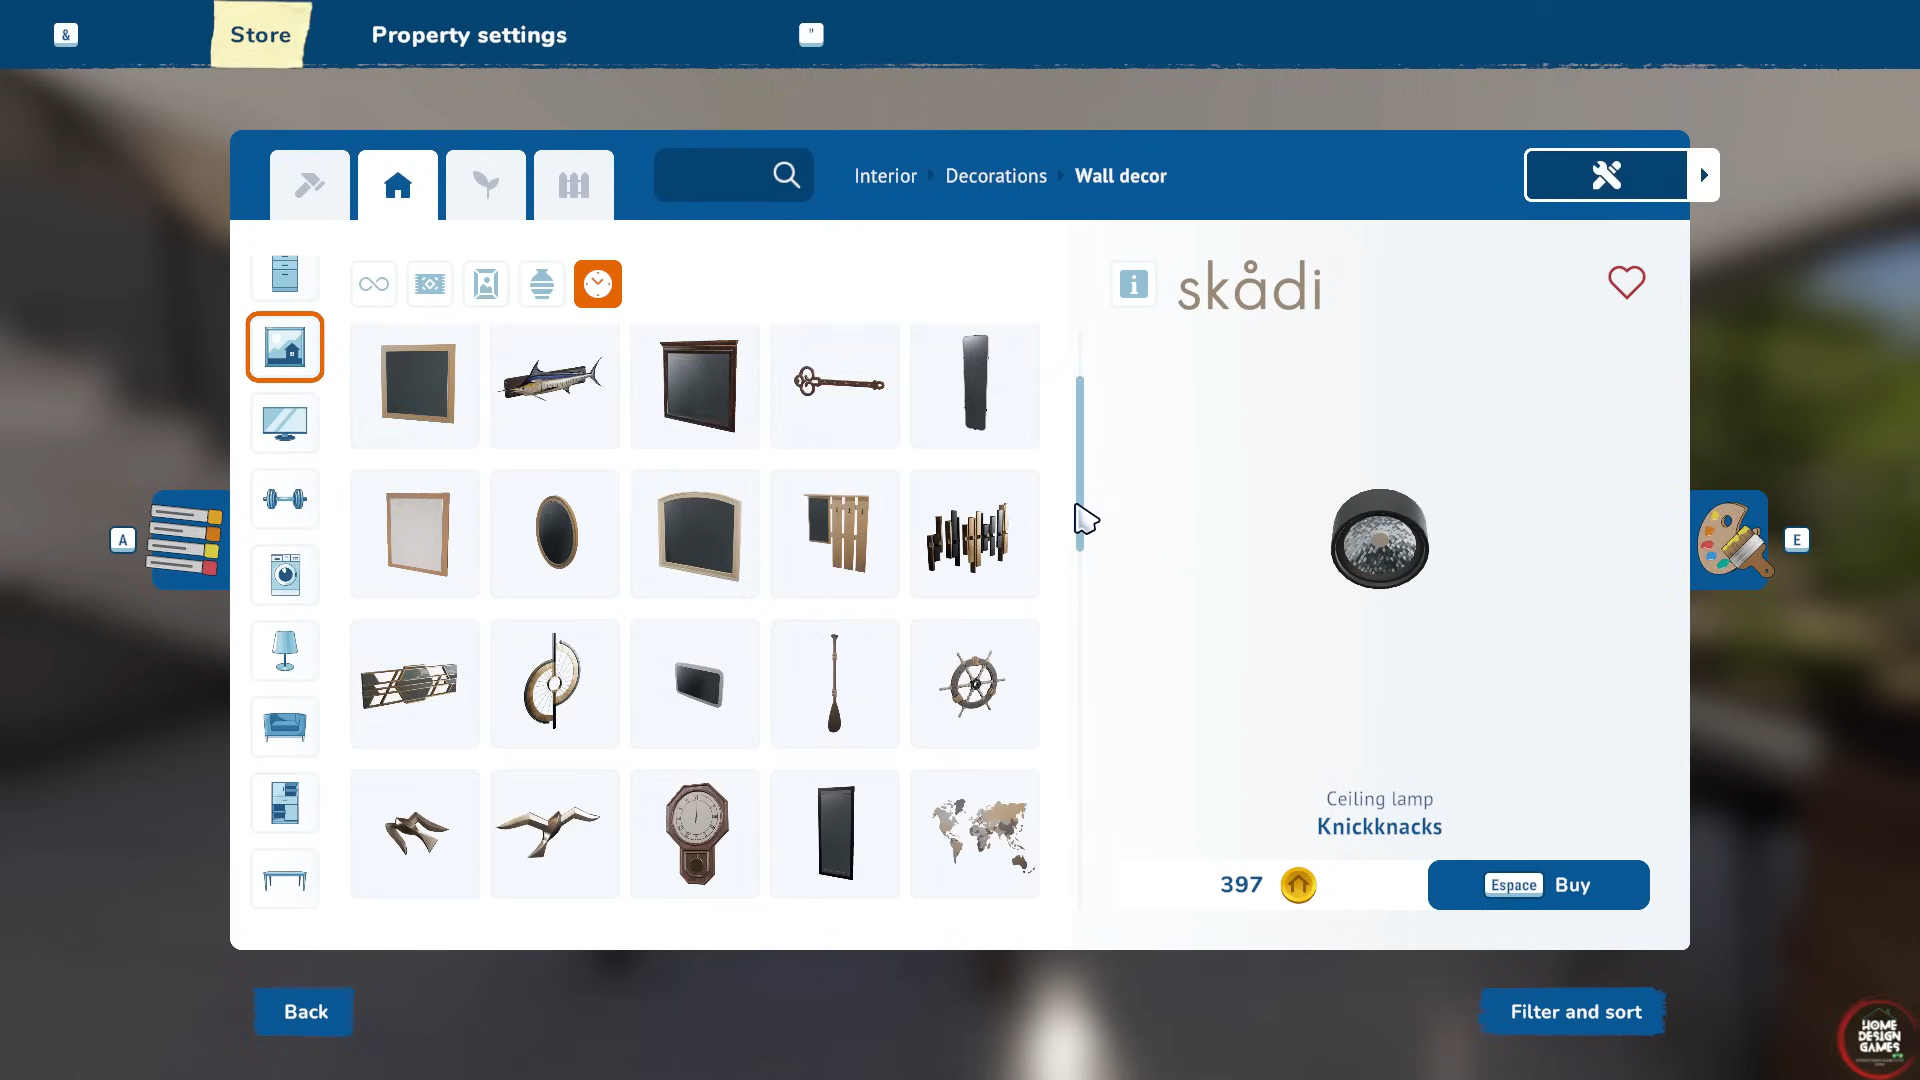 &
Store
Property settings
"
Interior
Decorations
Wall decor
i
skådi
A
E
Ceiling lamp
Knickknacks
397
Espace
Buy
Back
Filter and sort
HOME
DESIGN
GAMES